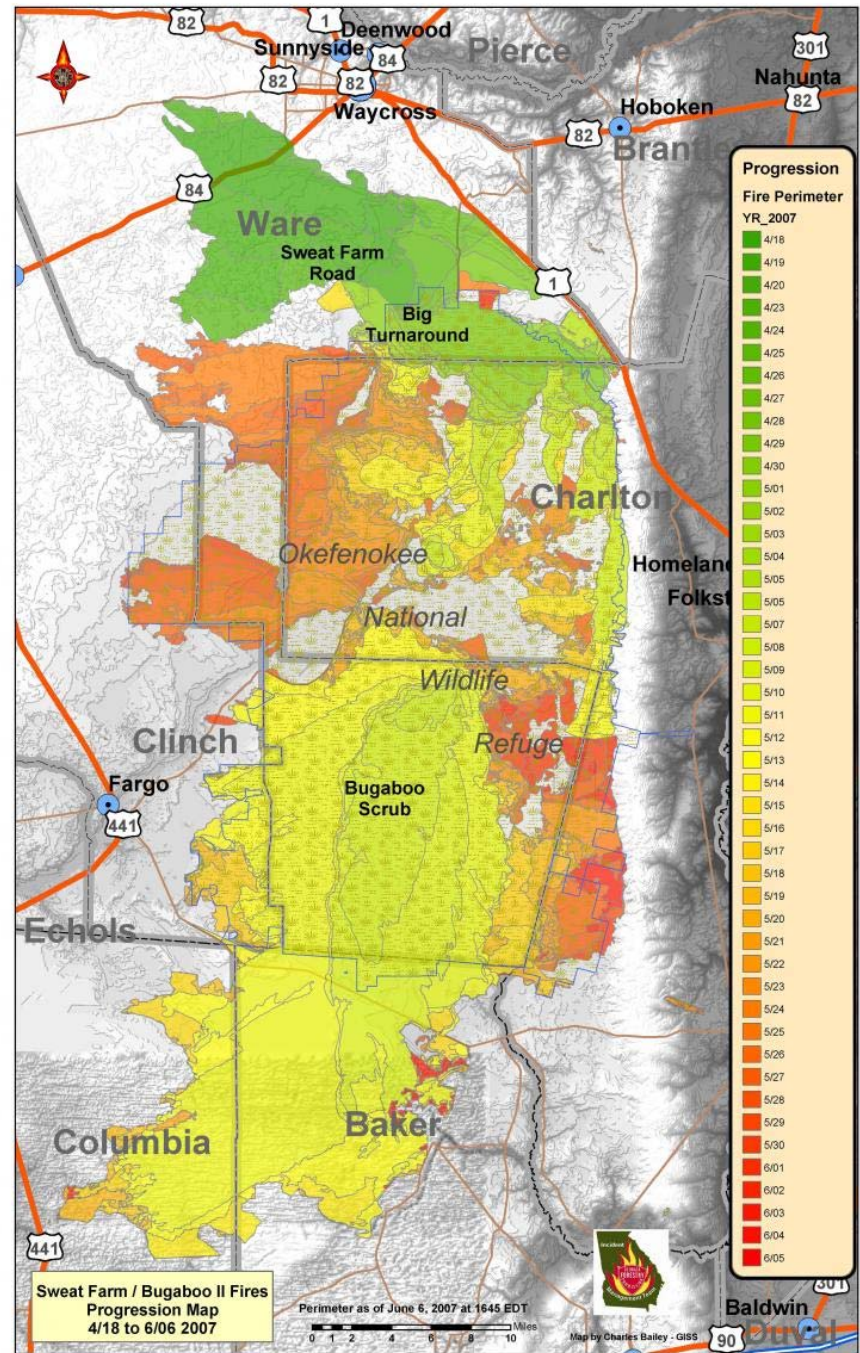 82
1
Deenwood
Sunnyside
84
Pierce
301
82
82
Nahunta
82
Waycross
Hoboken
82
84
Ware
Sweat Farm
Road
1
Big
Turnaround
Charlton
Okefenokee
Homelan
National
Folkst
Wildlife
Refuge
Clinch
Fargo
441
Bugaboo
Scrub
Echols
Baker
Columbia
441
301
Baldwin
90
Duval
Progression
Fire Perimeter
YR_2007
4/18
4/19
4/20
4/23
4/24
4/25
4/26
4/27
4/28
4/29
4/30
5/01
5/02
5/03
5/04
5/05
5/05
5/07
5/08
5/09
5/10
5/11
5/12
5/13
5/14
5/15
5/16
5/17
5/18
5/19
5/20
5/21
5/22
5/23
5/24
5/25
5/26
5/27
5/28
5/29
5/30
6/01
6/02
6/03
6/04
6/05
Sweat Farm / Bugaboo II Fires
Progression Map
4/18 to 6/06 2007
Perimeter as of June 6, 2007 at 1645 EDT
Miles
0 1 2 4 6 8 10
Incident
Management Team
Map by Charles Bailey - GISS